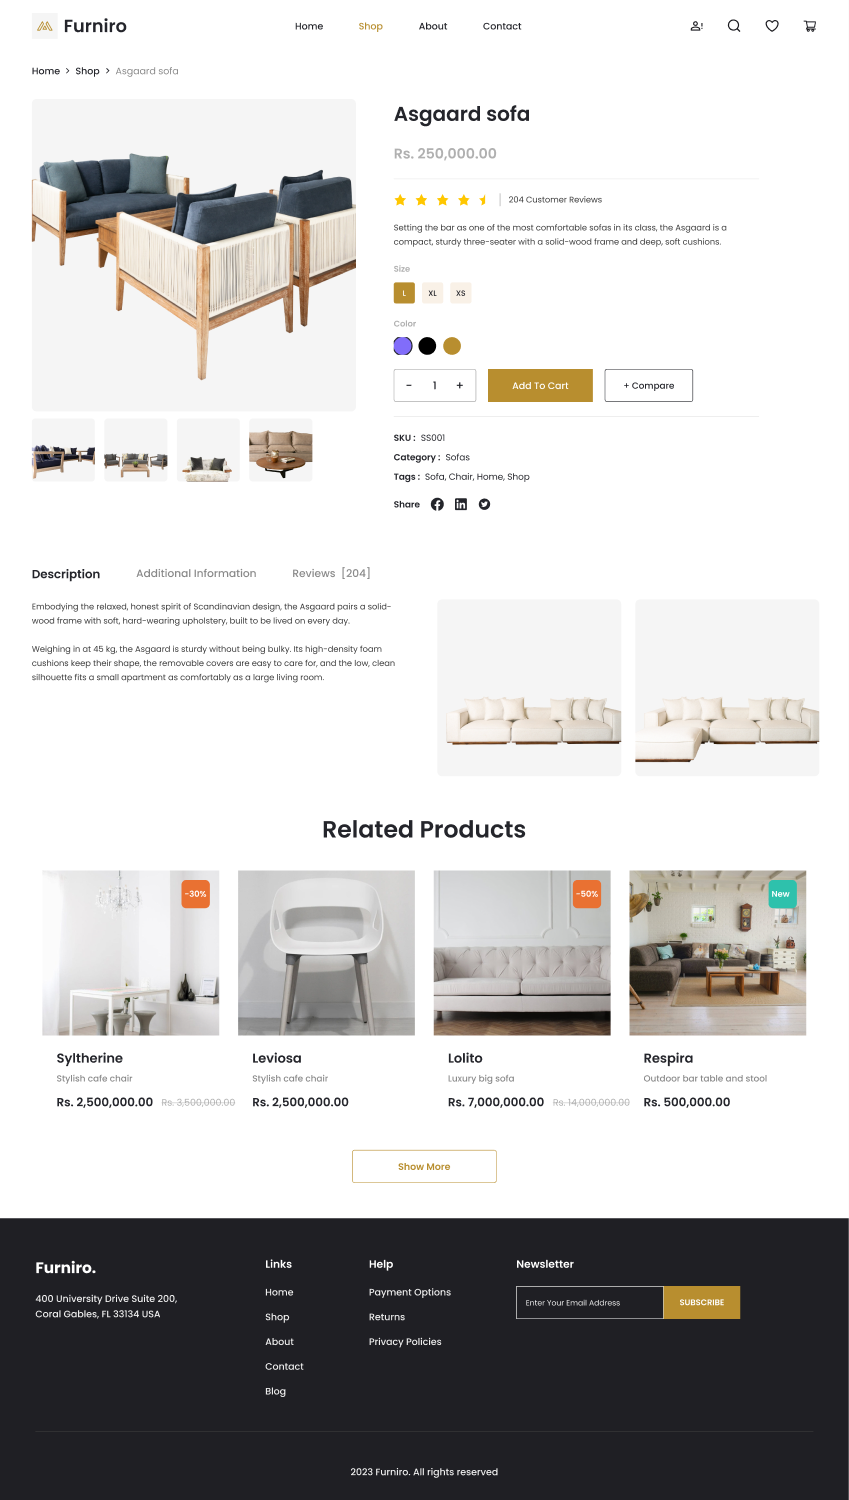 Furniro
Home Shop About Contact
Home > Shop > Asgaard sofa
Asgaard sofa
Rs. 250,000.00
204 Customer Reviews
Setting the bar as one of the most comfortable sofas in its class, the Asgaard is a
compact, sturdy three-seater with a solid-wood frame and deep, soft cushions.
Size
L XL XS
Color
- 1 +
Add To Cart
+ Compare
SKU : SS001
Category : Sofas
Tags : Sofa, Chair, Home, Shop
Share
Description Additional Information Reviews [204]
Embodying the relaxed, honest spirit of Scandinavian design, the Asgaard pairs a solid-
wood frame with soft, hard-wearing upholstery, built to be lived on every day.
Weighing in at 45 kg, the Asgaard is sturdy without being bulky. Its high-density foam
cushions keep their shape, the removable covers are easy to care for, and the low, clean
silhouette fits a small apartment as comfortably as a large living room.
Related Products
-30%
-50%
New
Syltherine
Stylish cafe chair
Rs. 2,500,000.00 Rs. 3,500,000.00
Leviosa
Stylish cafe chair
Rs. 2,500,000.00
Lolito
Luxury big sofa
Rs. 7,000,000.00 Rs. 14,000,000.00
Respira
Outdoor bar table and stool
Rs. 500,000.00
Show More
Furniro.
400 University Drive Suite 200,
Coral Gables, FL 33134 USA
Links
Home
Shop
About
Contact
Blog
Help
Payment Options
Returns
Privacy Policies
Newsletter
Enter Your Email Address
SUBSCRIBE
2023 Furniro. All rights reserved